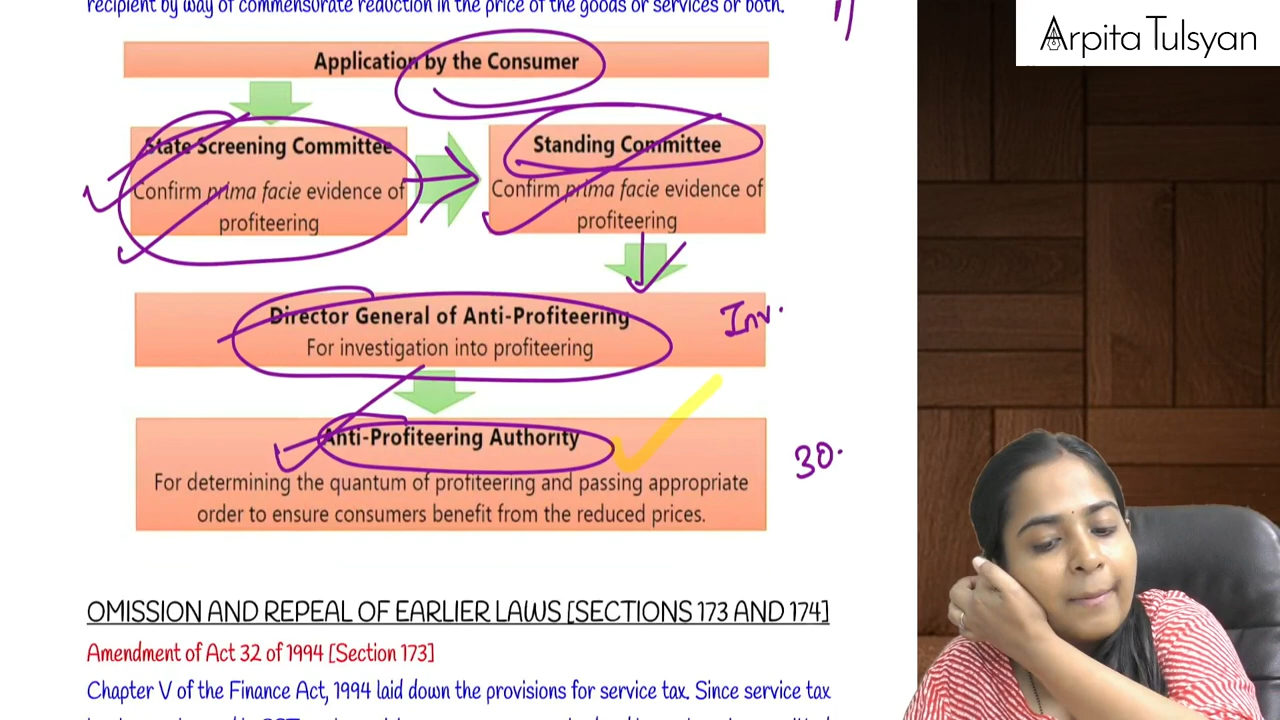 recipient by way of commensurate reduction in the price of the goods or services or both.
Arpita Tulsyan
Application by the Consumer
State Screening Committee
Confirm prima facie evidence of
profiteering
Standing Committee
Confirm prima facie evidence of
profiteering
Director General of Anti-Profiteering
For investigation into profiteering
Inv.
Anti-Profiteering Authority
For determining the quantum of profiteering and passing appropriate
order to ensure consumers benefit from the reduced prices.
30.
OMISSION AND REPEAL OF EARLIER LAWS [SECTIONS 173 AND 174]
Amendment of Act 32 of 1994 [Section 173]
Chapter V of the Finance Act, 1994 laid down the provisions for service tax. Since service tax